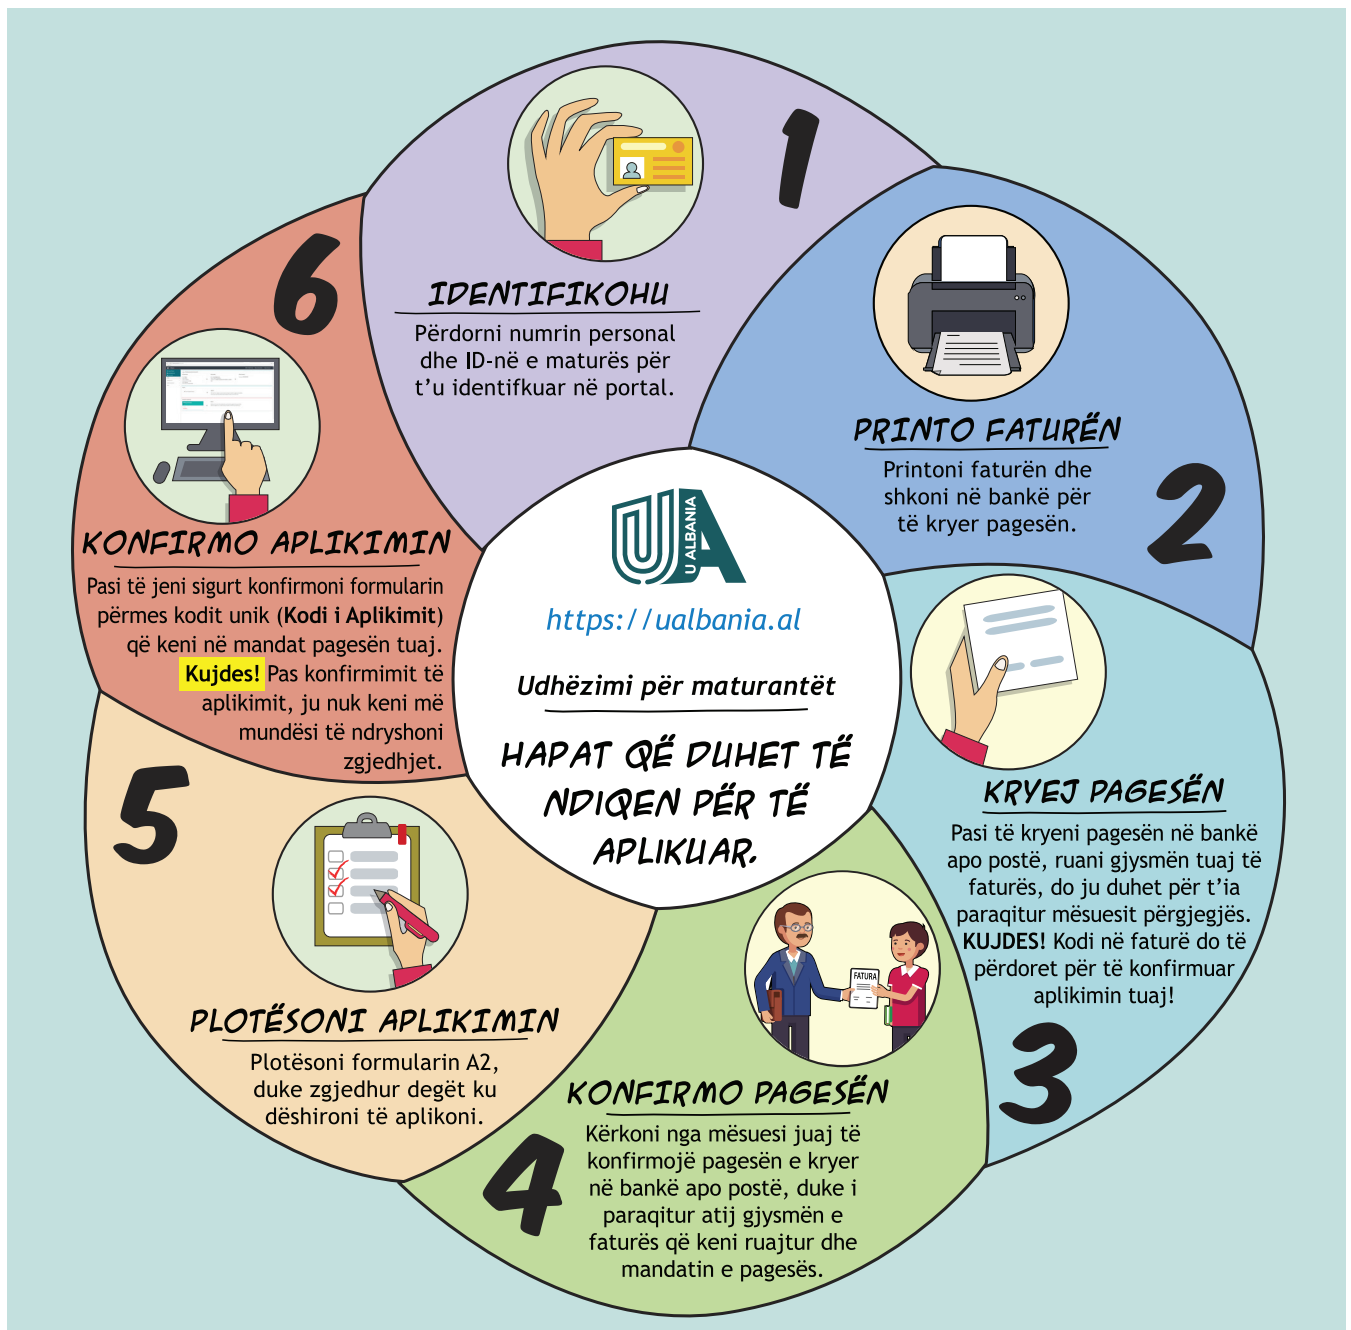 1
IDENTIFIKOHU
Përdorni numrin personal
dhe ID-në e maturës për
t'u identifkuar në portal.
2
PRINTO FATURËN
Printoni faturën dhe
shkoni në bankë për
të kryer pagesën.
3
KRYEJ PAGESËN
Pasi të kryeni pagesën në bankë
apo postë, ruani gjysmën tuaj të
faturës, do ju duhet për t'ia
paraqitur mësuesit përgjegjës.
KUJDES! Kodi në faturë do të
përdoret për të konfirmuar
aplikimin tuaj!
4
FATURA
KONFIRMO PAGESËN
Kërkoni nga mësuesi juaj të
konfirmojë pagesën e kryer
në bankë apo postë, duke i
paraqitur atij gjysmën e
faturës që keni ruajtur dhe
mandatin e pagesës.
5
PLOTËSONI APLIKIMIN
Plotësoni formularin A2,
duke zgjedhur degët ku
dëshironi të aplikoni.
6
KONFIRMO APLIKIMIN
Pasi të jeni sigurt konfirmoni formularin
përmes kodit unik (Kodi i Aplikimit)
që keni në mandat pagesën tuaj.
Kujdes! Pas konfirmimit të
aplikimit, ju nuk keni më
mundësi të ndryshoni
zgjedhjet.
UA
U ALBANIA
https://ualbania.al
Udhëzimi për maturantët
HAPAT QË DUHET TË
NDIQEN PËR TË
APLIKUAR.